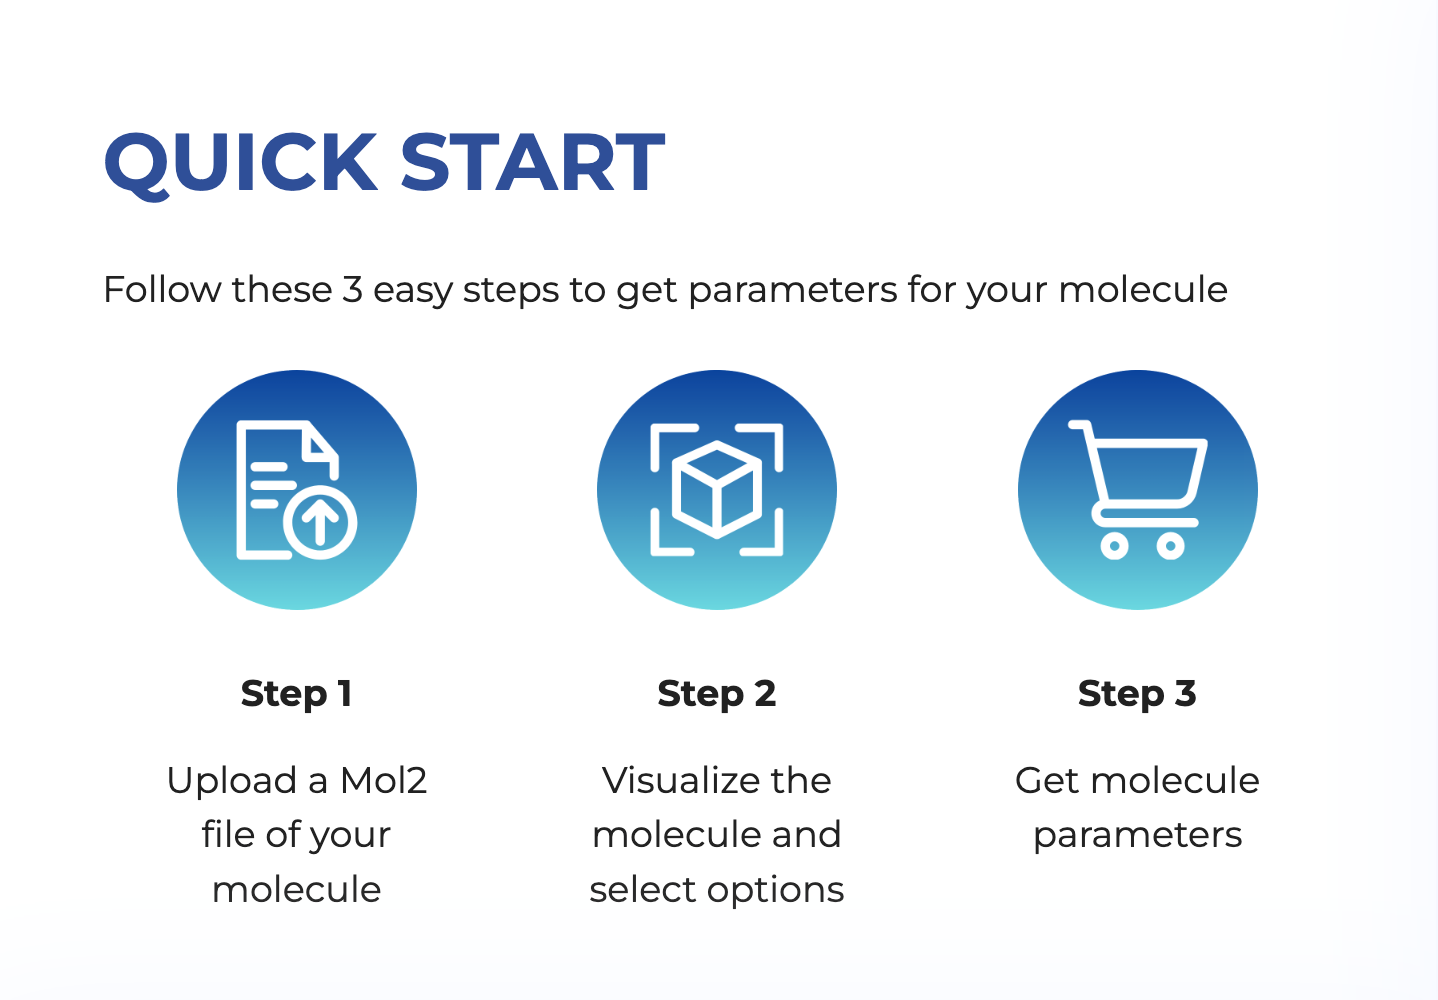 QUICK START
Follow these 3 easy steps to get parameters for your molecule
Step 1
Upload a Mol2
file of your
molecule
Step 2
Visualize the
molecule and
select options
Step 3
Get molecule
parameters